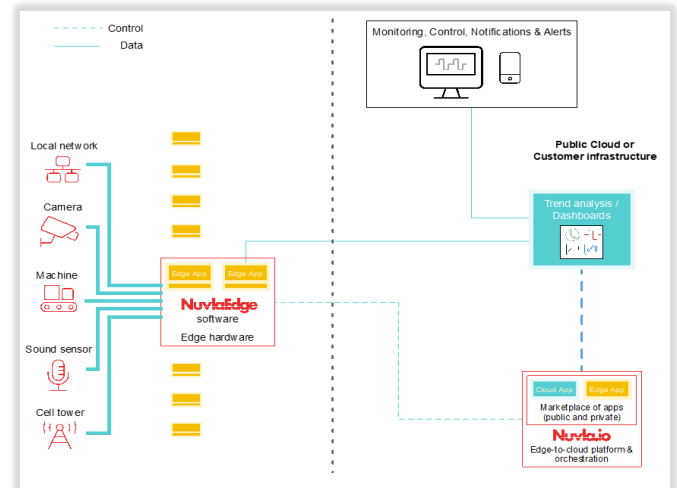 Control
Data
Monitoring, Control, Notifications & Alerts
Local network
Public Cloud or
Customer infrastructure
Camera
Trend analysis /
Dashboards
Machine
Edge App
Edge App
NuvlaEdge
software
Edge hardware
Sound sensor
Cell tower
Cloud App
Edge App
Marketplace of apps
(public and private)
Nuvla.io
Edge-to-cloud platform &
orchestration